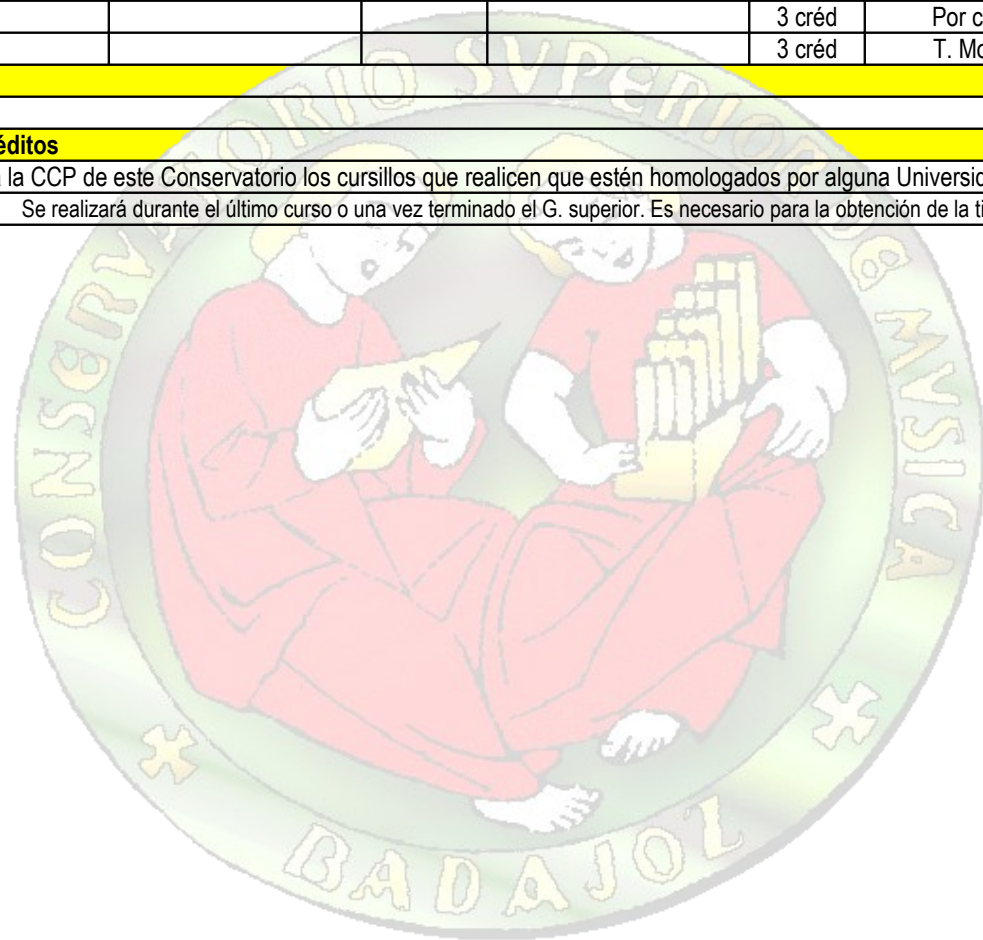 3 créd Por c
3 créd T. Mo
éditos
a la CCP de este Conservatorio los cursillos que realicen que estén homologados por alguna Universid
Se realizará durante el último curso o una vez terminado el G. superior. Es necesario para la obtención de la ti
CONSERVATORIO SVPERIOR DE MVSICA
BADAJOZ